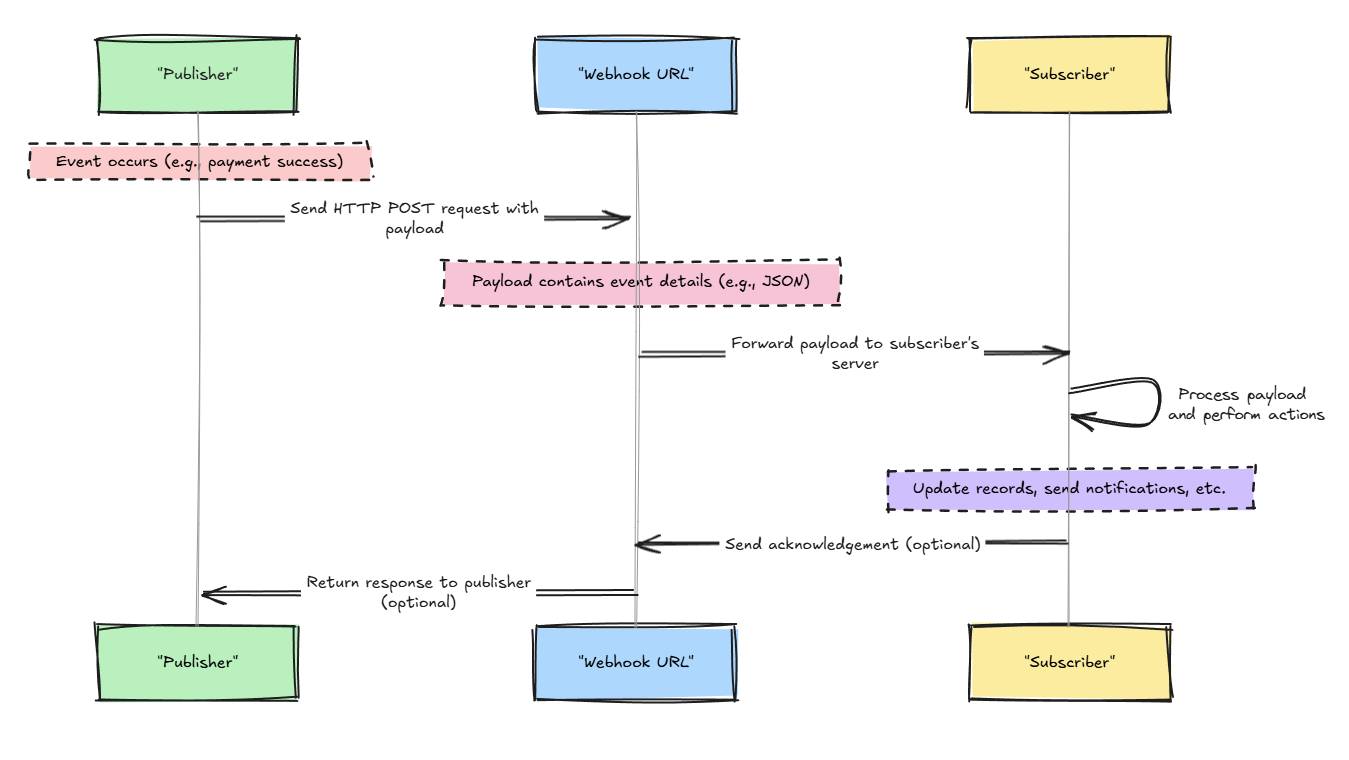 "Publisher"
"Webhook URL"
"Subscriber"
Event occurs (e.g., payment success)
Send HTTP POST request with
payload
Payload contains event details (e.g., JSON)
Forward payload to subscriber's
server
Process payload
and perform actions
Update records, send notifications, etc.
Send acknowledgement (optional)
Return response to publisher
(optional)
"Publisher"
"Webhook URL"
"Subscriber"